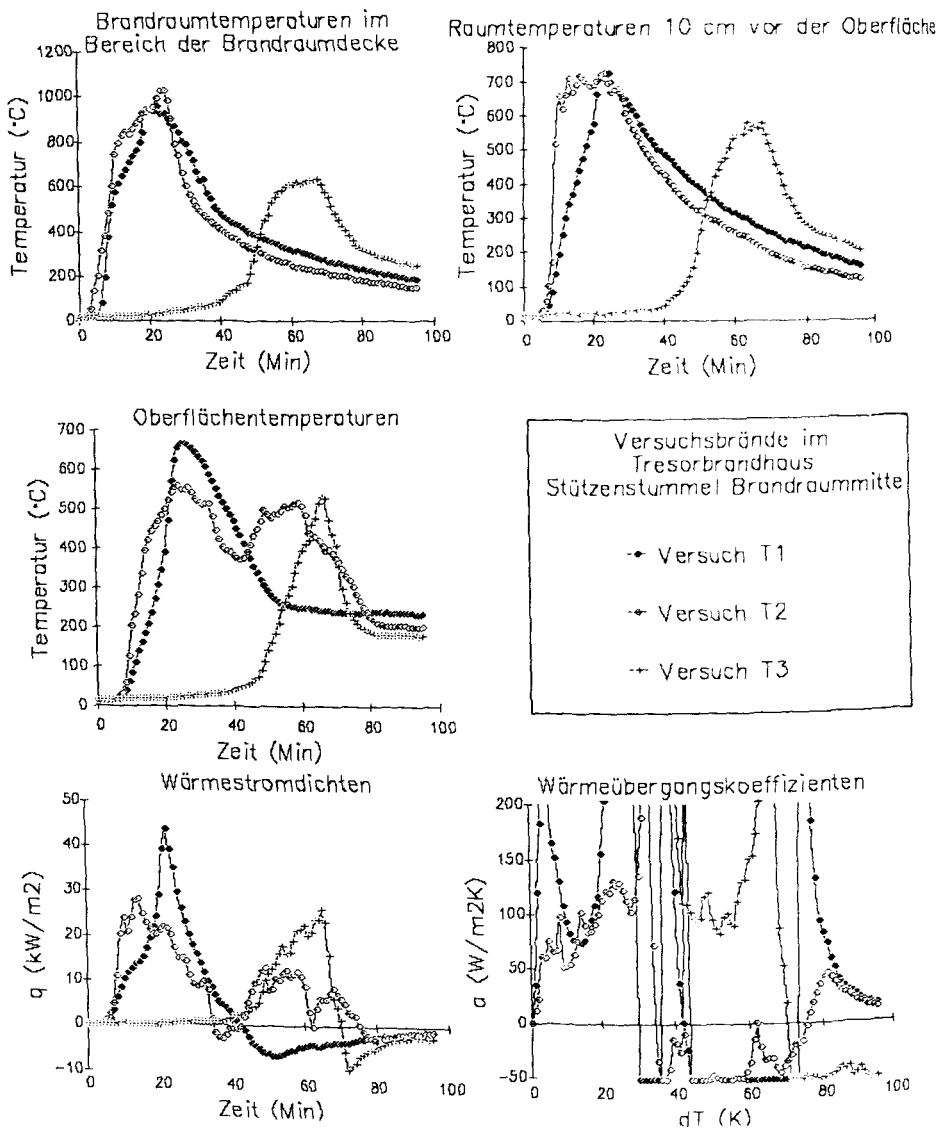 Brandraumtemperaturen im
Bereich der Brandraumdecke
1200
1000
800
600
400
200
0
Temperatur (°C)
0 20 40 60 80 100
Zeit (Min)
Raumtemperaturen 10 cm vor der Oberfläche
800
700
600
500
400
300
200
100
0
Temperatur (°C)
0 20 40 60 80 100
Zeit (Min)
Oberflächentemperaturen
700
600
500
400
300
200
100
0
Temperatur (°C)
0 20 40 60 80 100
Zeit (Min)
Versuchsbrände im
Tresorbrandhaus
Stützenstummel Brandraummitte
Versuch T1
Versuch T2
Versuch T3
Wärmestromdichten
50
40
30
20
10
0
-10
q (kW/m2)
0 20 40 60 80 100
Zeit (Min)
Wärmeübergangskoeffizienten
200
150
100
50
0
-50
a (W/m2K)
0 20 40 60 80 100
dT (K)